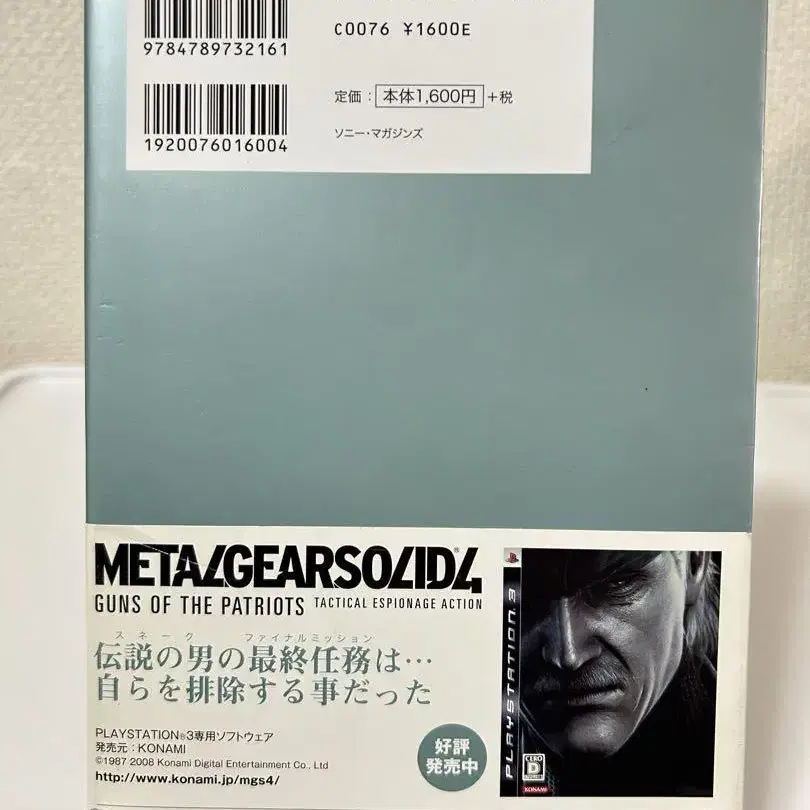 9784789732161
C0076 ¥1600E
1920076016004
定価：本体1,600円+税
ソニー・マガジンズ
METAL GEAR SOLID 4
GUNS OF THE PATRIOTS TACTICAL ESPIONAGE ACTION
スネーク ファイナルミッション
伝説の男の最終任務は…
自らを排除する事だった
PLAYSTATION®3専用ソフトウェア
発売元：KONAMI
©1987 2008 Konami Digital Entertainment Co., Ltd
http://www.konami.jp/mgs4/
好評
発売中
PLAYSTATION 3
CERO
D
KONAMI